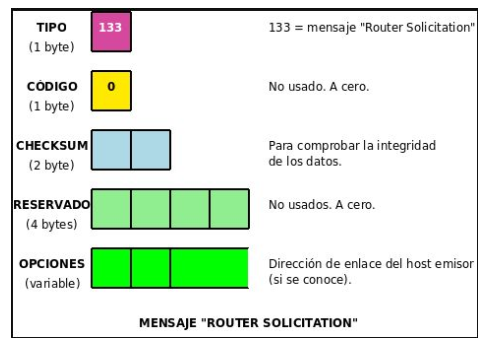 TIPO
(1 byte)
133
133 = mensaje "Router Solicitation"
CÓDIGO
(1 byte)
0
No usado. A cero.
CHECKSUM
(2 byte)
Para comprobar la integridad
de los datos.
RESERVADO
(4 bytes)
No usados. A cero.
OPCIONES
(variable)
Dirección de enlace del host emisor
(si se conoce).
MENSAJE "ROUTER SOLICITATION"